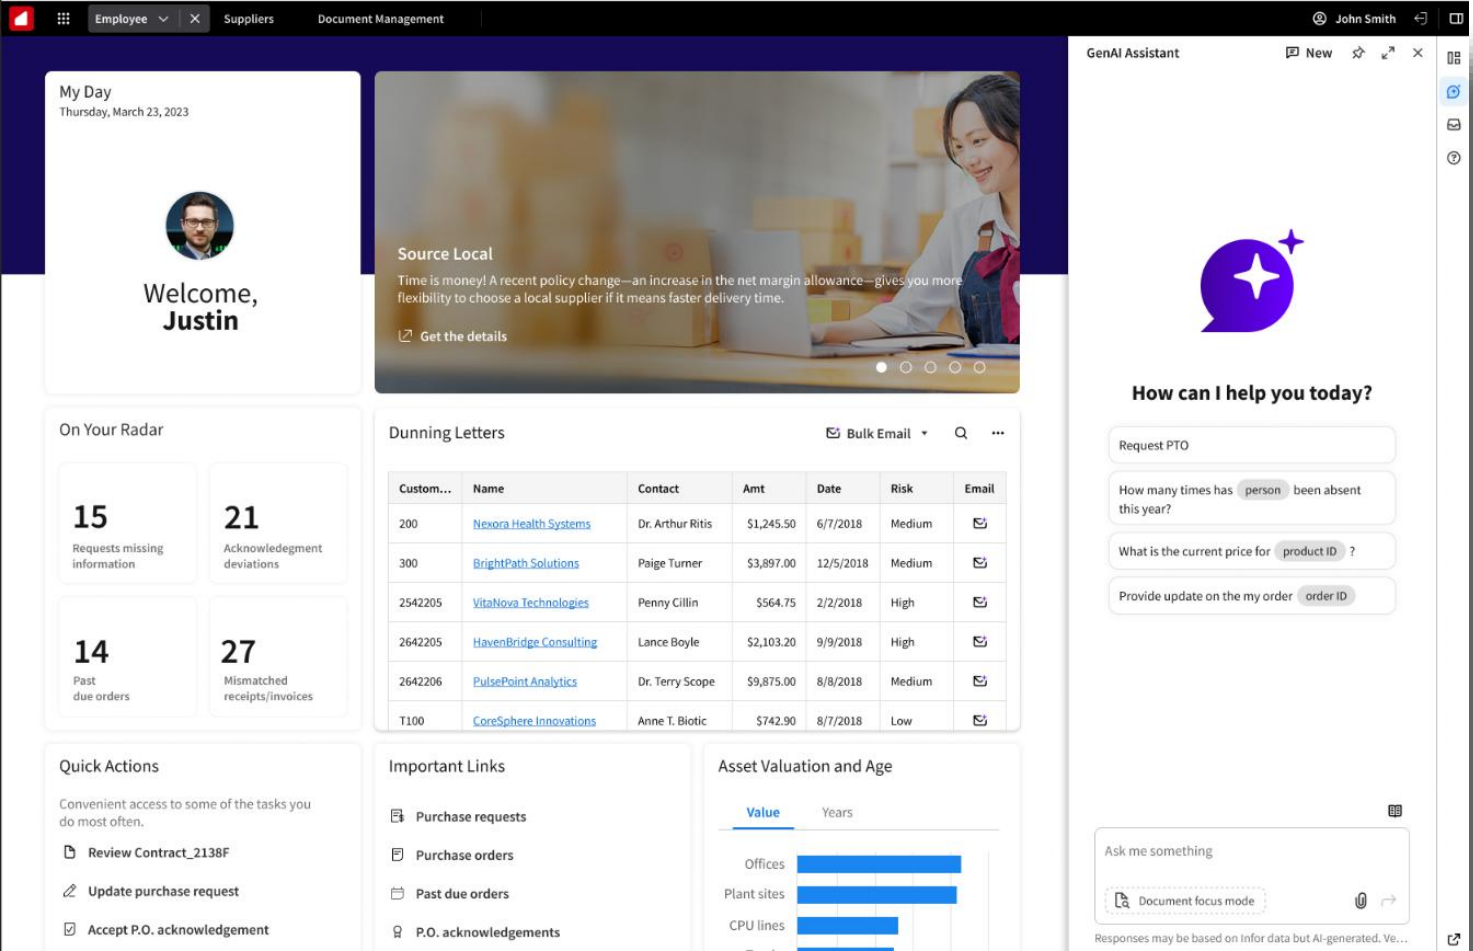 Employee
Suppliers
Document Management
John Smith
My Day
Thursday, March 23, 2023
Welcome,
Justin
Source Local
Time is money! A recent policy change—an increase in the net margin allowance—gives you more
flexibility to choose a local supplier if it means faster delivery time.
Get the details
On Your Radar
15
Requests missing
information
21
Acknowledegment
deviations
14
Past
due orders
27
Mismatched
receipts/invoices
Dunning Letters
Bulk Email
Custom... Name Contact Amt Date Risk Email
200 Nexora Health Systems Dr. Arthur Ritis $1,245.50 6/7/2018 Medium
300 BrightPath Solutions Paige Turner $3,897.00 12/5/2018 Medium
2542205 VitaNova Technologies Penny Cillin $564.75 2/2/2018 High
2642205 HavenBridge Consulting Lance Boyle $2,103.20 9/9/2018 High
2642206 PulsePoint Analytics Dr. Terry Scope $9,875.00 8/8/2018 Medium
T100 CoreSphere Innovations Anne T. Biotic $742.90 8/7/2018 Low
Quick Actions
Convenient access to some of the tasks you
do most often.
Review Contract_2138F
Update purchase request
Accept P.O. acknowledgement
Important Links
Purchase requests
Purchase orders
Past due orders
P.O. acknowledgements
Asset Valuation and Age
Value Years
Offices
Plant sites
CPU lines
GenAI Assistant
New
How can I help you today?
Request PTO
How many times has person been absent
this year?
What is the current price for product ID ?
Provide update on the my order order ID
Ask me something
Document focus mode
Responses may be based on Infor data but AI-generated. Ve...